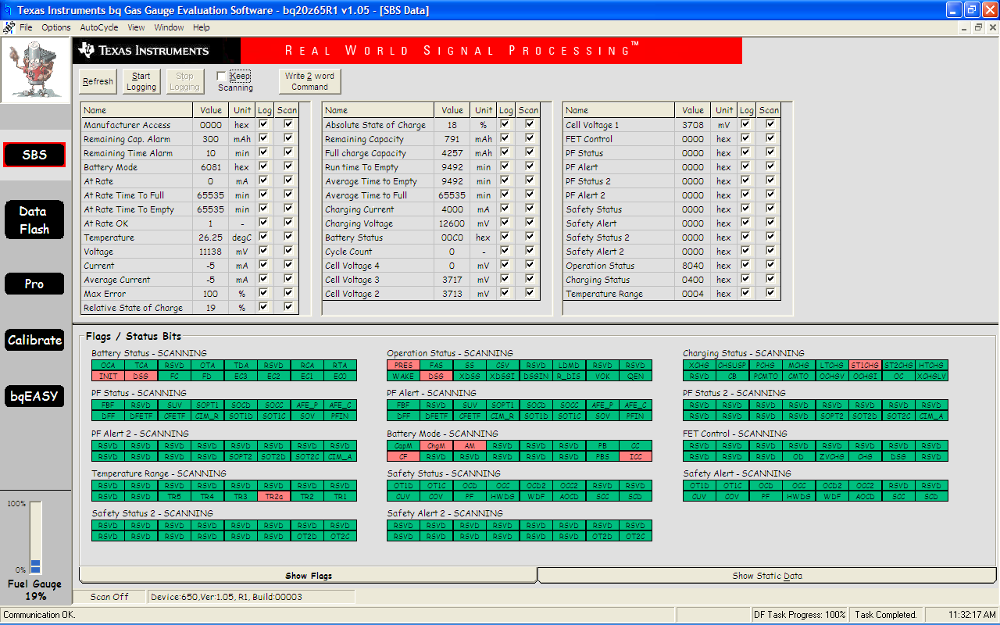 Texas Instruments bq Gas Gauge Evaluation Software - bq20z65R1 v1.05 - [SBS Data]
File Options AutoCycle View Window Help
TEXAS INSTRUMENTS REAL WORLD SIGNAL PROCESSING™
Refresh Start Logging Stop Logging Keep Scanning Write 2 word Command
Name Value Unit Log Scan Name Value Unit Log Scan Name Value Unit Log Scan
Manufacturer Access 0000 hex Absolute State of Charge 18 % Cell Voltage 1 3708 mV
Remaining Cap. Alarm 300 mAh Remaining Capacity 791 mAh FET Control 0000 hex
Remaining Time Alarm 10 min Full charge Capacity 4257 mAh PF Status 0000 hex
Battery Mode 6081 hex Run time To Empty 9492 min PF Alert 0000 hex
At Rate 0 mA Average Time to Empty 9492 min PF Status 2 0000 hex
At Rate Time To Full 65535 min Average Time to Full 65535 min PF Alert 2 0000 hex
At Rate Time To Empty 65535 min Charging Current 4000 mA Safety Status 0000 hex
At Rate OK 1 - Charging Voltage 12600 mV Safety Alert 0000 hex
Temperature 26.25 degC Battery Status 00C0 hex Safety Status 2 0000 hex
Voltage 11138 mV Cycle Count 0 - Safety Alert 2 0000 hex
Current -5 mA Cell Voltage 4 0 mV Operation Status 8040 hex
Average Current -5 mA Cell Voltage 3 3717 mV Charging Status 0400 hex
Max Error 100 % Cell Voltage 2 3713 mV Temperature Range 0004 hex
Relative State of Charge 19 %
SBS
Data Flash
Pro
Calibrate
bqEASY
Flags / Status Bits
Battery Status - SCANNING Operation Status - SCANNING Charging Status - SCANNING
OCA TCA RSVD OTA TDA RSVD RCA RTA PRES FAS SS CSV RSVD LDMD RSVD RSVD XCHG CHSUSP PCHG MCHG LTCHG ST1CHG ST2CHG HTCHG
INIT DSG FC FD EC3 EC2 EC1 EC0 WAKE DSG XDSG XDSGI DSGIN R_DIS VOK QEN RSVD CB PCMTO CMTO OCHGV OCHGI OC XCHGLV
PF Status - SCANNING PF Alert - SCANNING PF Status 2 - SCANNING
FBF RSVD SUV SOPT1 SOCD SOCC AFE_P AFE_C FBF RSVD SUV SOPT1 SOCD SOCC AFE_P AFE_C RSVD RSVD RSVD RSVD RSVD RSVD RSVD RSVD
DFF DFETF CFETF CIM_R SOT1D SOT1C SOV PFIN DFF DFETF CFETF CIM_R SOT1D SOT1C SOV PFIN RSVD RSVD RSVD RSVD SOPT2 SOT2D SOT2C CIM_A
PF Alert 2 - SCANNING Battery Mode - SCANNING FET Control - SCANNING
RSVD RSVD RSVD RSVD RSVD RSVD RSVD RSVD CapM ChgM AM RSVD RSVD RSVD PB CC RSVD RSVD RSVD RSVD RSVD RSVD RSVD RSVD
RSVD RSVD RSVD RSVD SOPT2 SOT2D SOT2C CIM_A CF RSVD RSVD RSVD RSVD RSVD PBS ICC RSVD RSVD RSVD OD ZVCHG CHG DSG RSVD
Temperature Range - SCANNING Safety Status - SCANNING Safety Alert - SCANNING
RSVD RSVD RSVD RSVD RSVD RSVD RSVD RSVD OT1D OT1C OCD OCC OCD2 OCC2 RSVD RSVD OT1D OT1C OCD OCC OCD2 OCC2 RSVD RSVD
RSVD RSVD TR5 TR4 TR3 TR2a TR2 TR1 CUV COV PF HWDG WDF AOCD SCC SCD CUV COV PF HWDG WDF AOCD SCC SCD
Safety Status 2 - SCANNING Safety Alert 2 - SCANNING
RSVD RSVD RSVD RSVD RSVD RSVD RSVD RSVD RSVD RSVD RSVD RSVD RSVD RSVD RSVD RSVD
RSVD RSVD RSVD RSVD RSVD RSVD OT2D OT2C RSVD RSVD RSVD RSVD RSVD RSVD OT2D OT2C
100%
0%
Fuel Gauge
19%
Show Flags Show Static Data
Scan Off Device:650,Ver:1.05, R1, Build:00003
Communication OK. DF Task Progress: 100% Task Completed. 11:32:17 AM